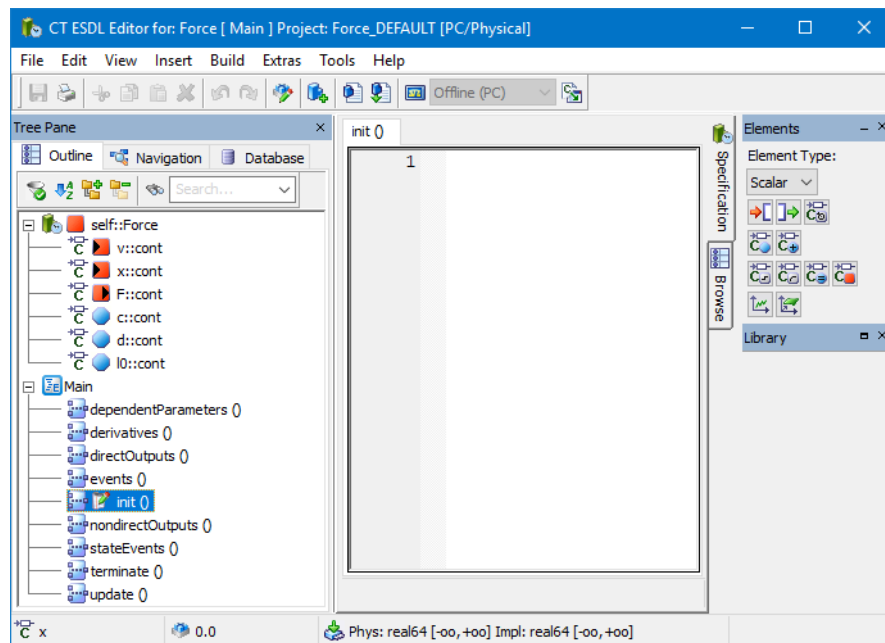 CT ESDL Editor for: Force [ Main ] Project: Force_DEFAULT [PC/Physical]
File Edit View Insert Build Extras Tools Help
Offline (PC)
Tree Pane
Outline Navigation Database
Search...
self::Force
v::cont
x::cont
F::cont
c::cont
d::cont
l0::cont
Main
dependentParameters ()
derivatives ()
directOutputs ()
events ()
init ()
nondirectOutputs ()
stateEvents ()
terminate ()
update ()
init ()
1
Specification
Browse
Elements
Element Type:
Scalar
Library
x 0.0 Phys: real64 [-oo,+oo] Impl: real64 [-oo,+oo]